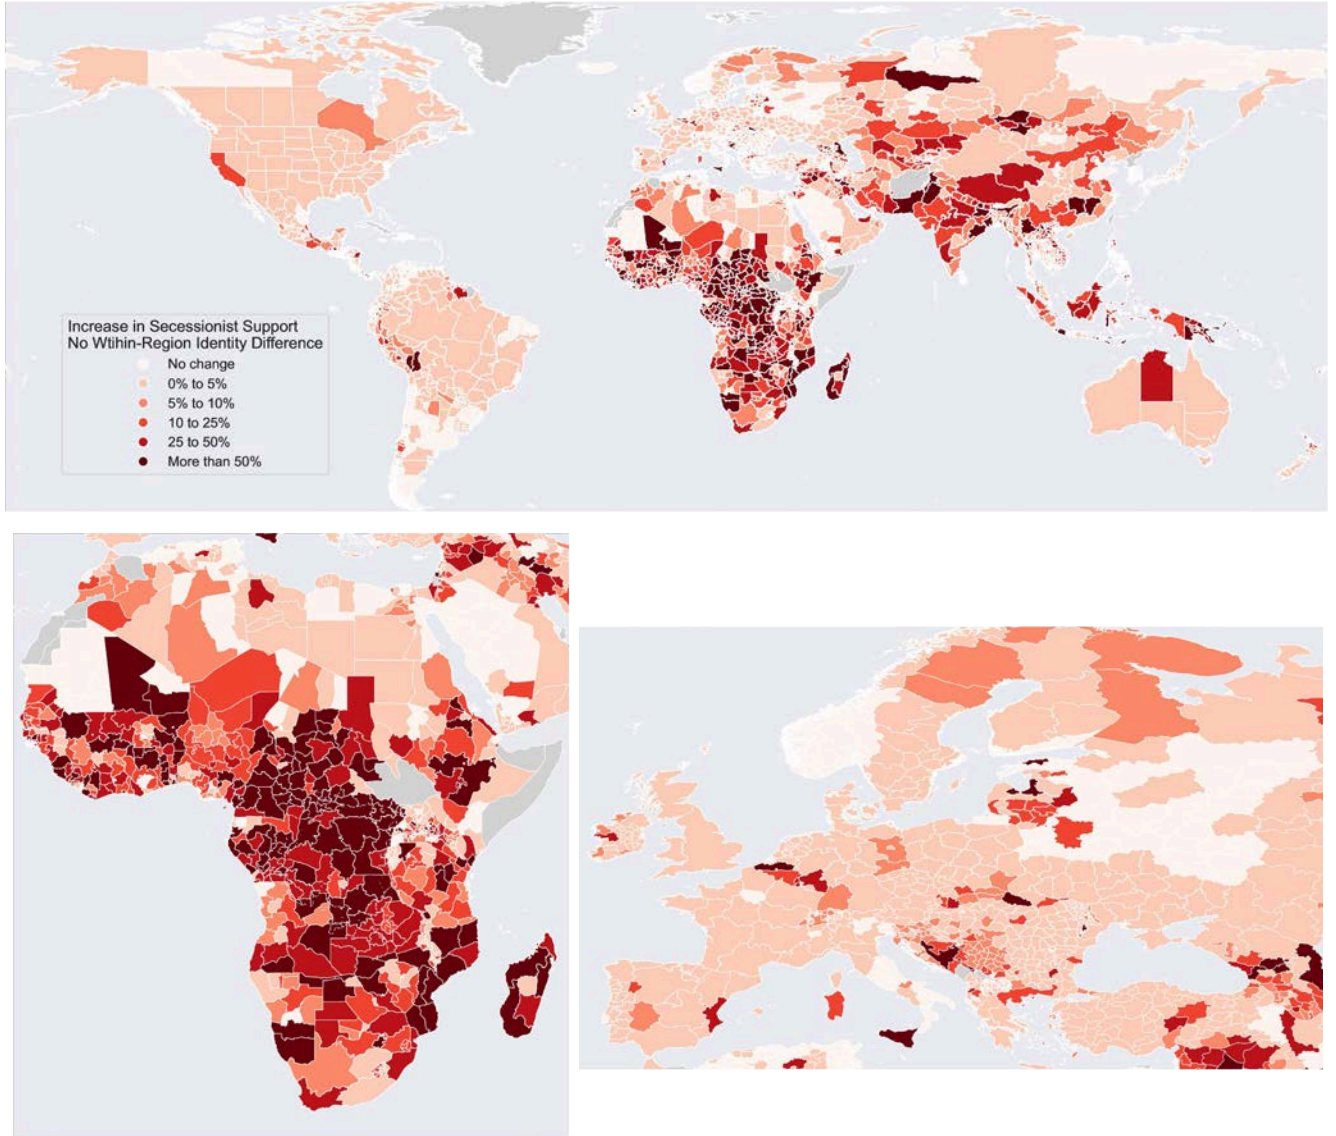 Increase in Secessionist Support
No Wtihin-Region Identity Difference
No change
0% to 5%
5% to 10%
10 to 25%
25 to 50%
More than 50%